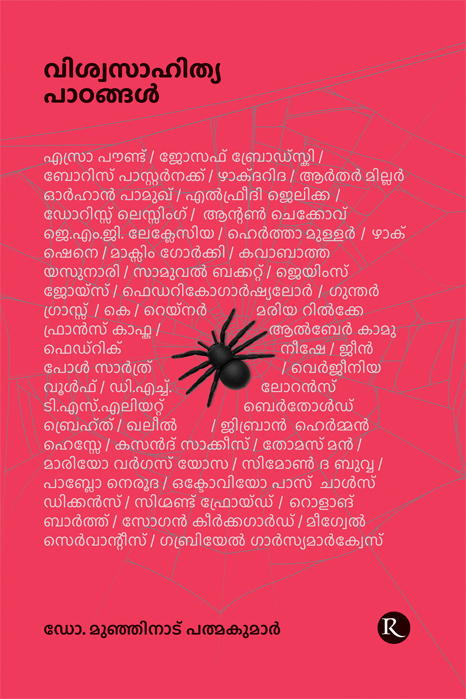 വിശ്വസാഹിത്യ
പാഠങ്ങൾ
എസ്രാ പൗണ്ട് / ജോസഫ് ബ്രോഡ്സ്കി /
ബോറിസ് പാസ്റ്റർനക്ക് / ഴാക്ദറിദ / ആർതർ മില്ലർ
ഓർഹാൻ പാമുഖ് / എൽഫ്രീദി ജെലിക്ക /
ഡോറിസ്സ് ലെസ്സിംഗ് / ആന്റൺ ചെക്കോവ്
ജെ.എം.ജി. ലേക്ലേസിയ / ഹെർത്താ മുള്ളർ / ഴാക്
ഷെനെ / മാക്സിം ഗോർക്കി / കവാബാത്ത
യസുനാരി / സാമുവൽ ബക്കറ്റ് / ജെയിംസ്
ജോയ്സ് / ഫെഡറികോഗാർഷ്യലോർ / ഗുന്തർ
ഗ്രാസ്സ് / കെ / റെയ്നർ മരിയ റിൽക്കേ
ഫ്രാൻസ് കാഫ്ക / ആൽബേർ കാമു
ഫെഡ്റിക് നീഷേ / ജീൻ
പോൾ സാർത്ര് / വെർജീനിയ
വൂൾഫ് / ഡി.എച്ച്. ലോറൻസ്
ടി.എസ്.എലിയറ്റ് ബെർതോൾഡ്
ബ്രെഹ്ത് / ഖലീൽ / ജിബ്രാൻ ഹെർമ്മൻ
ഹെസ്സേ / കസൻദ് സാക്കീസ് / തോമസ് മൻ /
മാരിയോ വർഗസ് യോസ / സിമോൺ ദ ബുവ്വ /
പാബ്ലോ നെരൂദ / ഒക്ടോവിയോ പാസ് ചാൾസ്
ഡിക്കൻസ് / സിഗ്മണ്ട് ഫ്രോയ്ഡ് / റൊളാങ്
ബാർത്ത് / സോഗൻ കിർക്കഗാർഡ് / മീഗ്വേൽ
സെർവാന്റീസ് / ഗബ്രിയേൽ ഗാർസ്യമാർക്വേസ്
ഡോ. മുഞ്ഞിനാട് പത്മകുമാർ
R